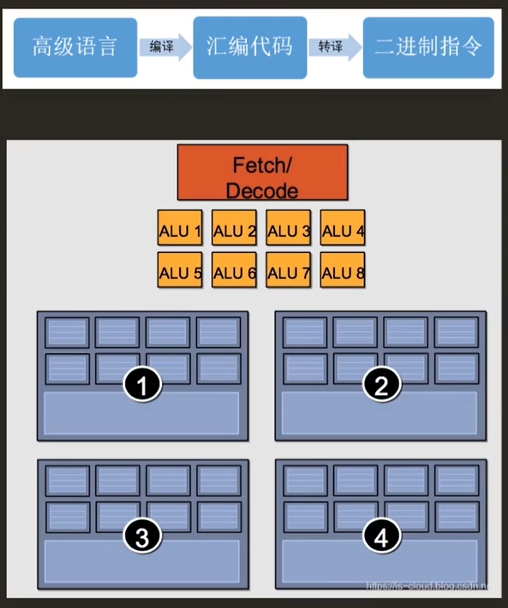 高级语言 编译 汇编代码 转译 二进制指令
Fetch/
Decode
ALU 1 ALU 2 ALU 3 ALU 4
ALU 5 ALU 6 ALU 7 ALU 8
1 2
3 4
https://is-cloud.blog.csdn.ne